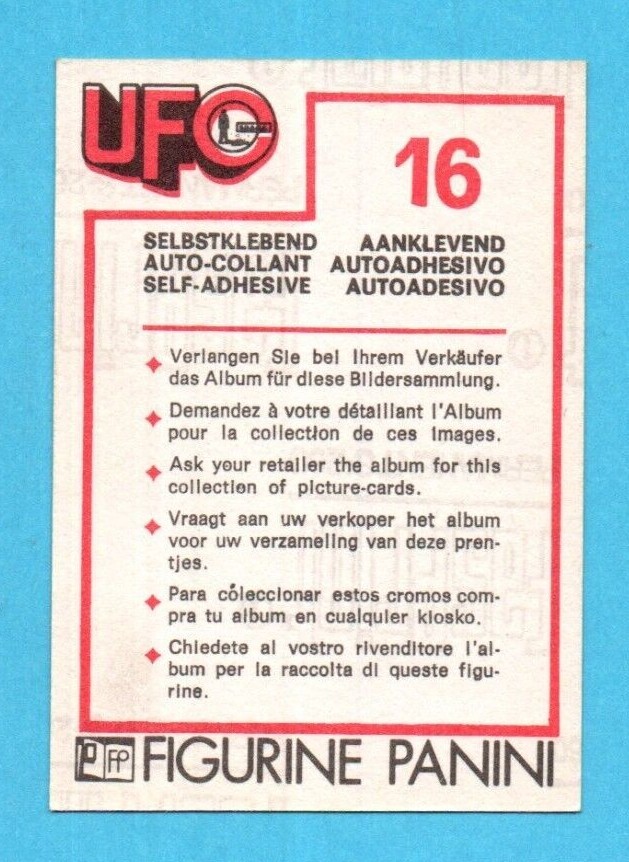 UFO
16
SELBSTKLEBEND AANKLEVEND
AUTO-COLLANT AUTOADHESIVO
SELF-ADHESIVE AUTOADESIVO
Verlangen Sie bei Ihrem Verkäufer
das Album für diese Bildersammlung.
Demandez à votre détaillant l'Album
pour la collection de ces images.
Ask your retailer the album for this
collection of picture-cards.
Vraagt aan uw verkoper het album
voor uw verzameling van deze pren-
tjes.
Para cóleccionar estos cromos com-
pra tu album en cualquier kiosko.
Chiedete al vostro rivenditore l'al-
bum per la raccolta di queste figu-
rine.
FP FIGURINE PANINI